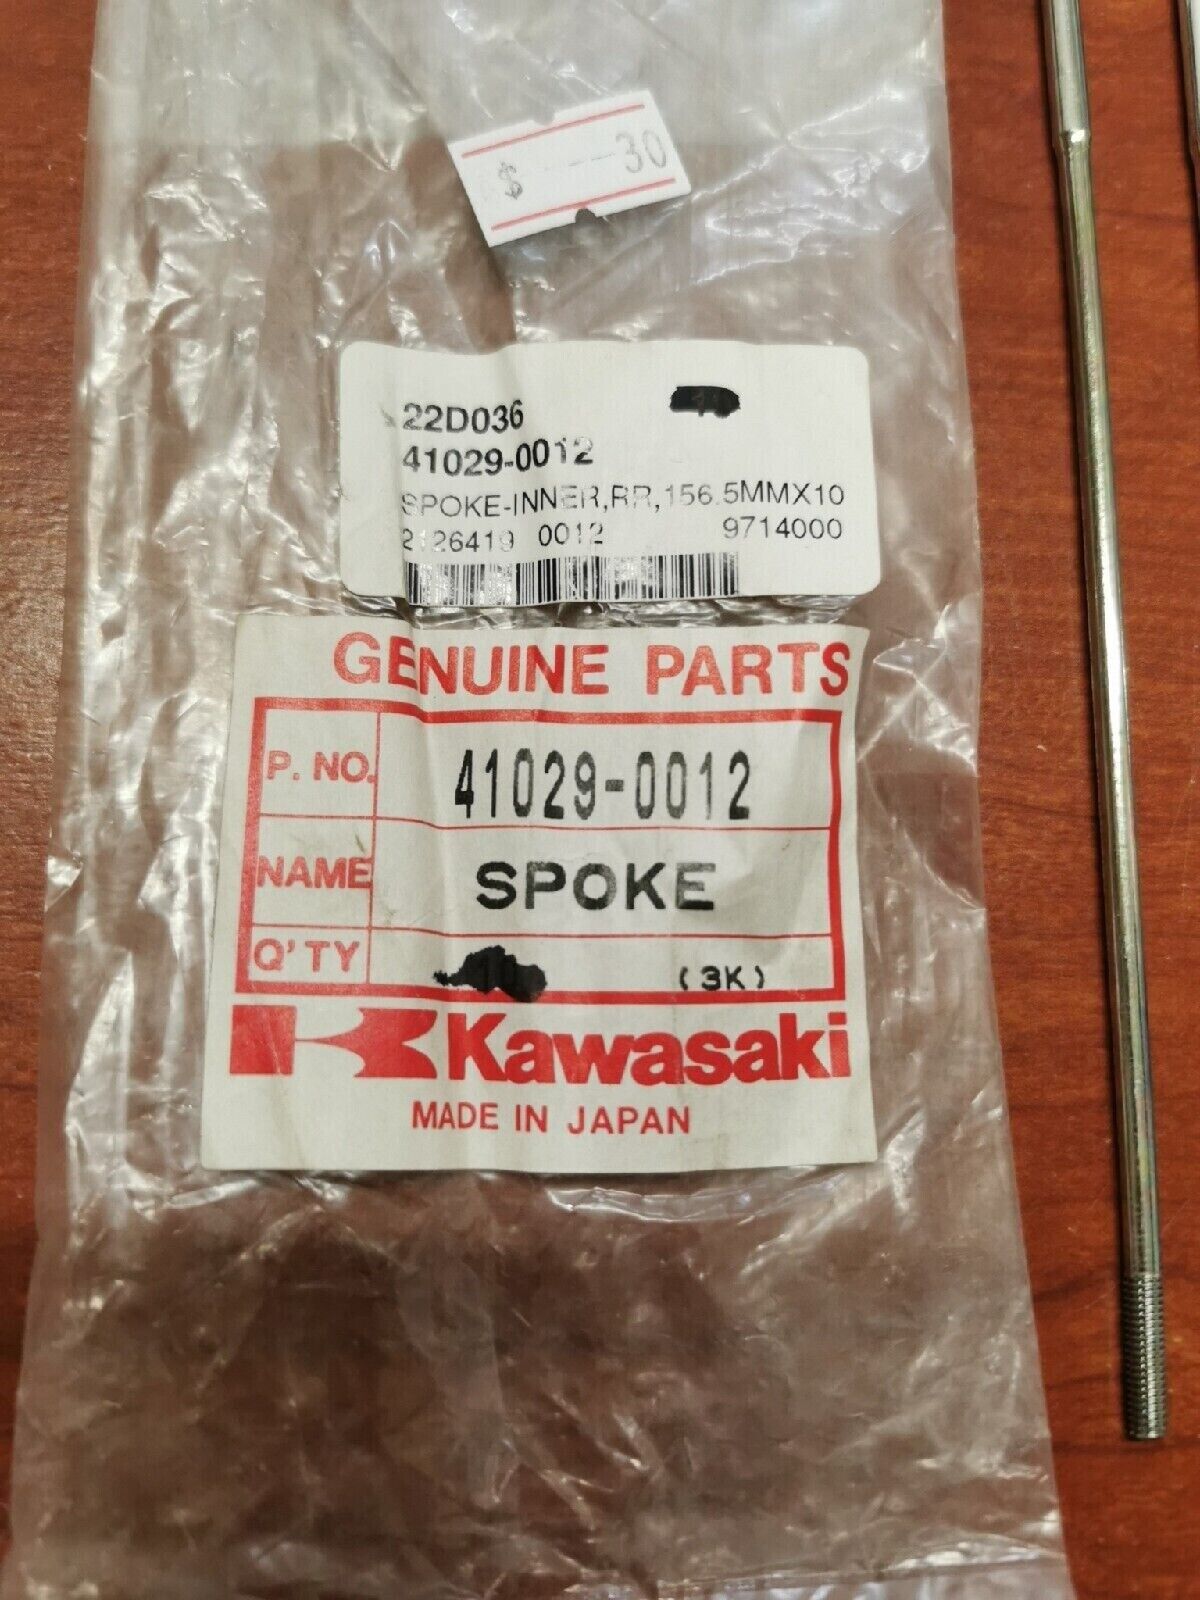 $ ---30
22D036
41029-0012
SPOKE-INNER,RR,156.5MMX10
2126419 0012 9714000
GENUINE PARTS
P. NO. 41029-0012
NAME SPOKE
Q'TY (3K)
Kawasaki
MADE IN JAPAN